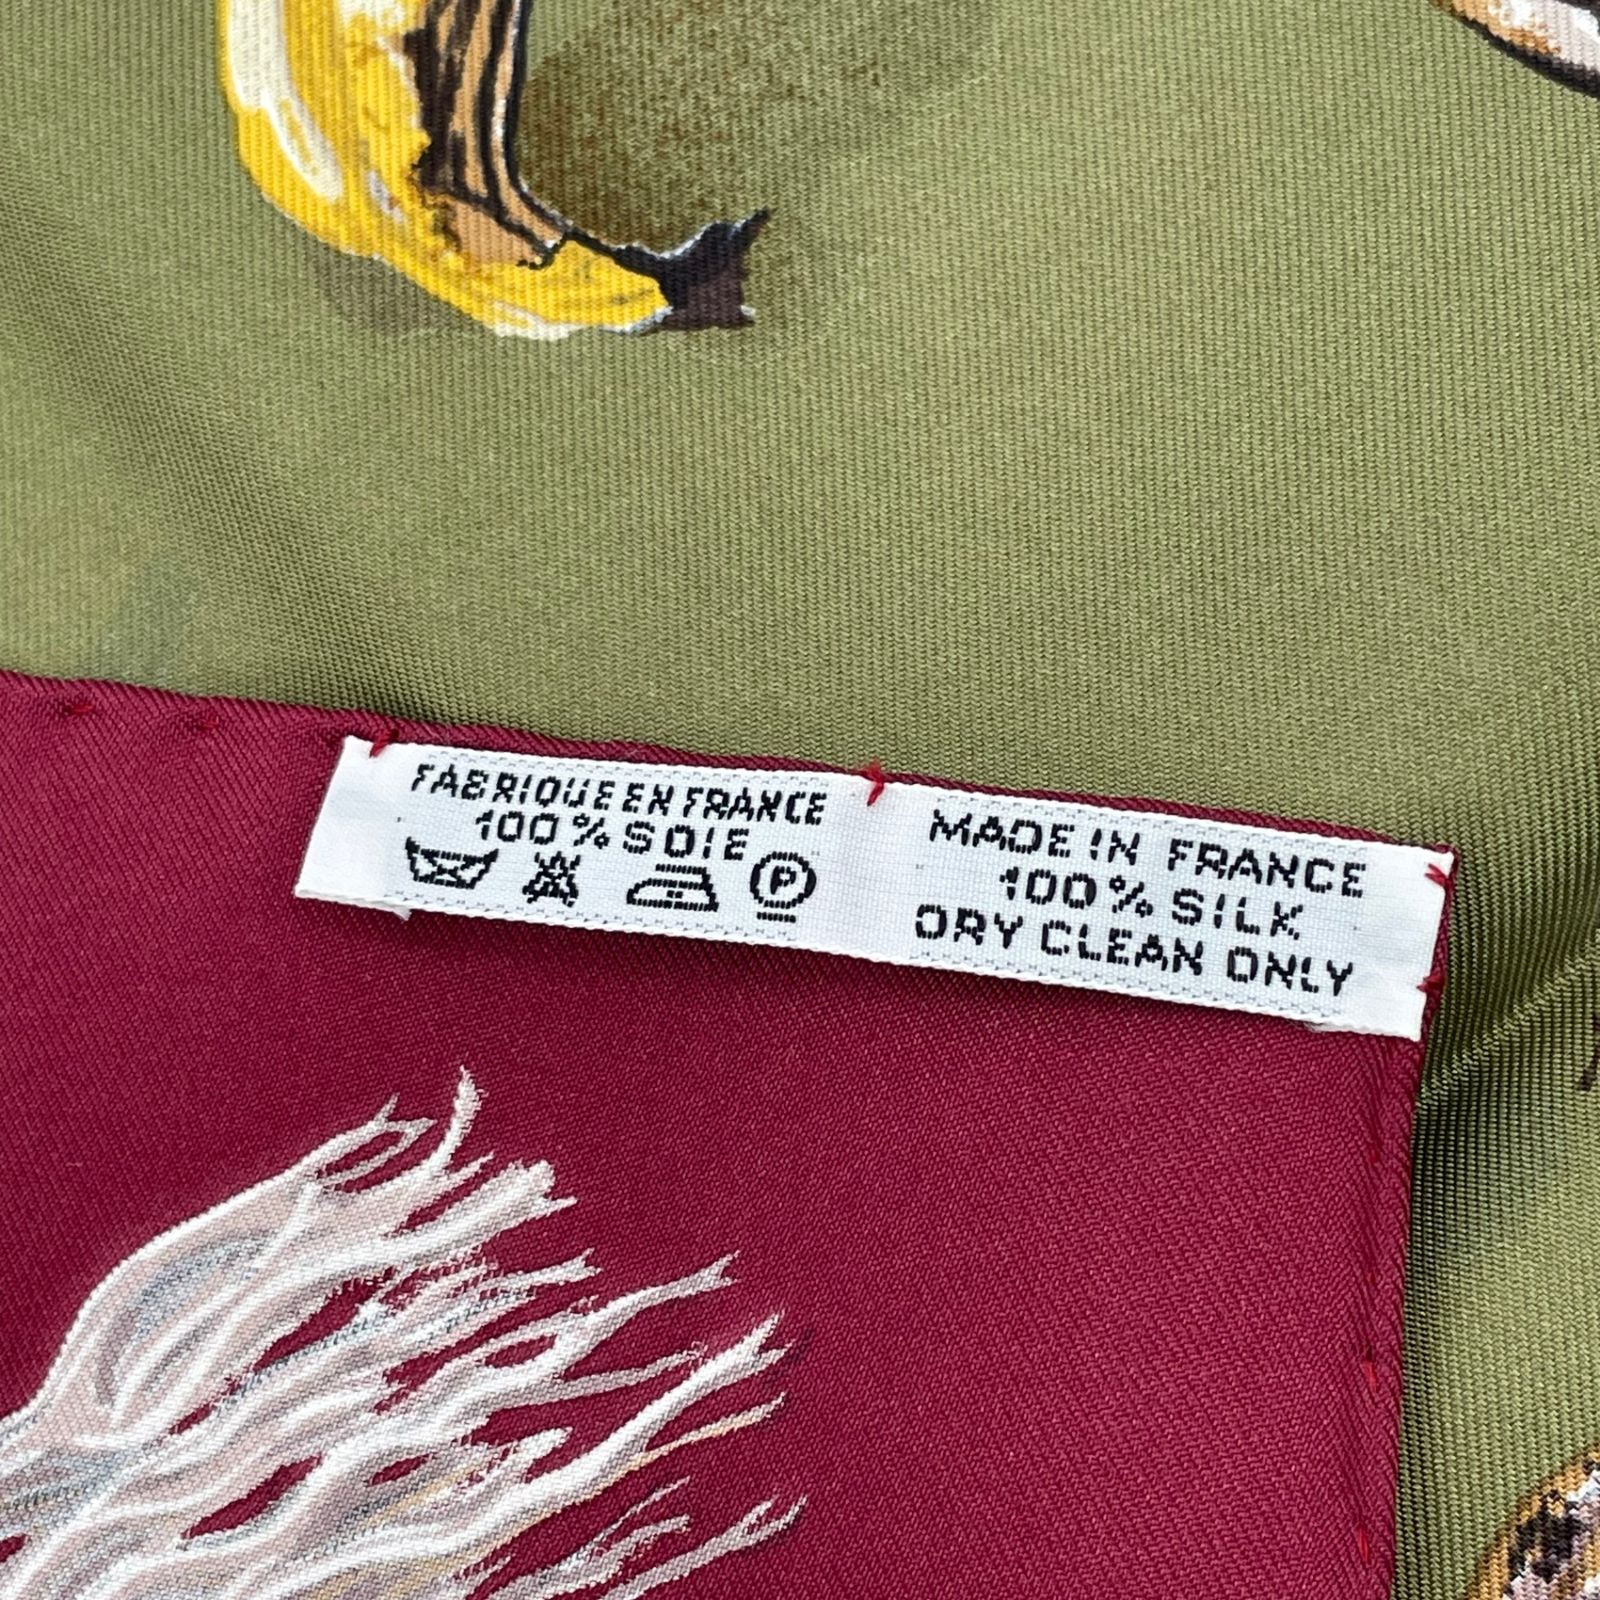 FABRIQUE EN FRANCE
100% SOIE
P
MADE IN FRANCE
100% SILK
DRY CLEAN ONLY